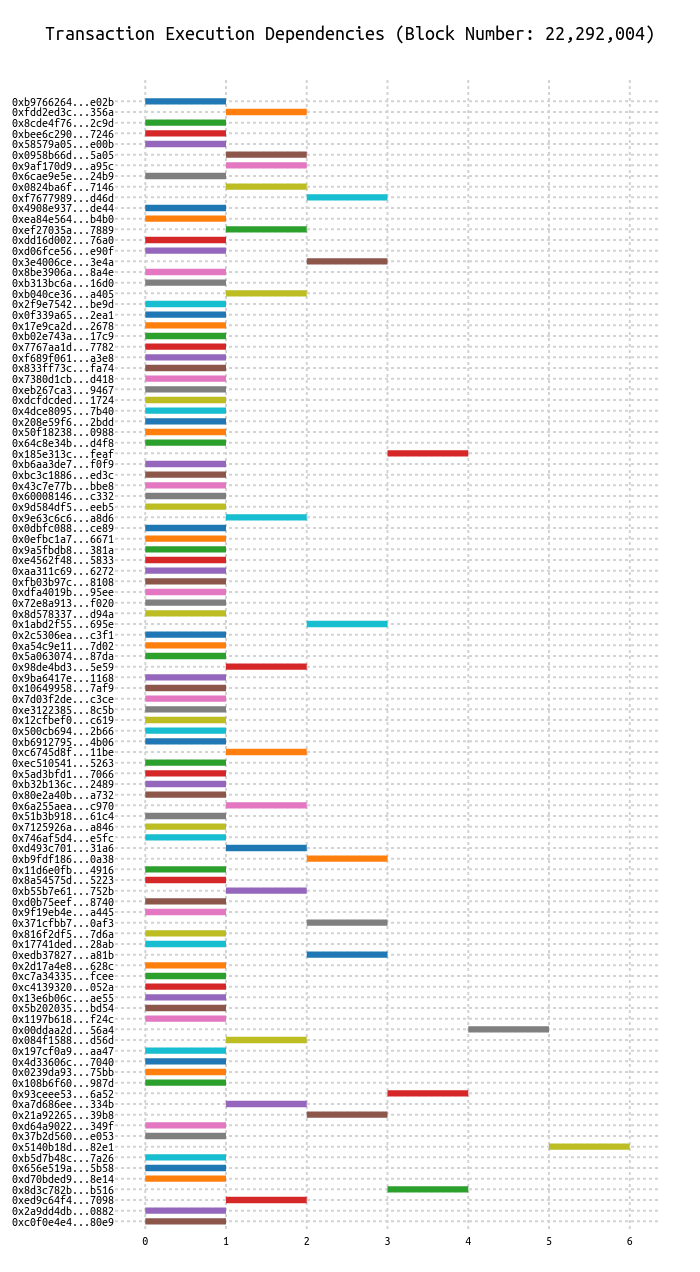 Transaction Execution Dependencies (Block Number: 22,292,004)
0xb9766264...e02b
0xfdd2ed3c...356a
0x8cde4f76...2c9d
0xbee6c290...7246
0x58579a05...e00b
0x0958b66d...5a05
0x9af170d9...a95c
0x6cae9e5e...24b9
0x0824ba6f...7146
0xf7677989...d46d
0x4908e937...de44
0xea84e564...b4b0
0xef27035a...7889
0xdd16d002...76a0
0xd06fce56...e90f
0x3e4006ce...3e4a
0x8be3906a...8a4e
0xb313bc6a...16d0
0xb040ce36...a405
0x2f9e7542...be9d
0x0f339a65...2ea1
0x17e9ca2d...2678
0xb02e743a...17c9
0x7767aa1d...7782
0xf689f061...a3e8
0x833ff73c...fa74
0x7380d1cb...d418
0xeb267ca3...9467
0xdcfdcded...1724
0x4dce8095...7b40
0x208e59f6...2bdd
0x50f18238...0988
0x64c8e34b...d4f8
0x185e313c...feaf
0xb6aa3de7...f0f9
0xbc3c1886...ed3c
0x43c7e77b...bbe8
0x60008146...c332
0x9d584df5...eeb5
0x9e63c6c6...a8d6
0x0dbfc088...ce89
0x0efbc1a7...6671
0x9a5fbdb8...381a
0xe4562f48...5833
0xaa311c69...6272
0xfb03b97c...8108
0xdfa4019b...95ee
0x72e8a913...f020
0x8d578337...d94a
0x1abd2f55...695e
0x2c5306ea...c3f1
0xa54c9e11...7d02
0x5a063074...87da
0x98de4bd3...5e59
0x9ba6417e...1168
0x10649958...7af9
0x7d03f2de...c3ce
0xe3122385...8c5b
0x12cfbef0...c619
0x500cb694...2b66
0xb6912795...4b06
0xc6745d8f...11be
0xec510541...5263
0x5ad3bfd1...7066
0xb32b136c...2489
0x80e2a40b...a732
0x6a255aea...c970
0x51b3b918...61c4
0x7125926a...a846
0x746af5d4...e5fc
0xd493c701...31a6
0xb9fdf186...0a38
0x11d6e0fb...4916
0x8a54575d...5223
0xb55b7e61...752b
0xd0b75eef...8740
0x9f19eb4e...a445
0x371cfbb7...0af3
0x816f2df5...7d6a
0x17741ded...28ab
0xedb37827...a81b
0x2d17a4e8...628c
0xc7a34335...fcee
0xc4139320...052a
0x13e6b06c...ae55
0x5b202035...bd54
0x1197b618...f24c
0x00ddaa2d...56a4
0x084f1588...d56d
0x197cf0a9...aa47
0x4d33606c...7040
0x0239da93...75bb
0x108b6f60...987d
0x93ceee53...6a52
0xa7d686ee...334b
0x21a92265...39b8
0xd64a9022...349f
0x37b2d560...e053
0x5140b18d...82e1
0xb5d7b48c...7a26
0x656e519a...5b58
0xd70bded9...8e14
0x8d3c782b...b516
0xed9c64f4...7098
0x2a9dd4db...0882
0xc0f0e4e4...80e9
0 1 2 3 4 5 6